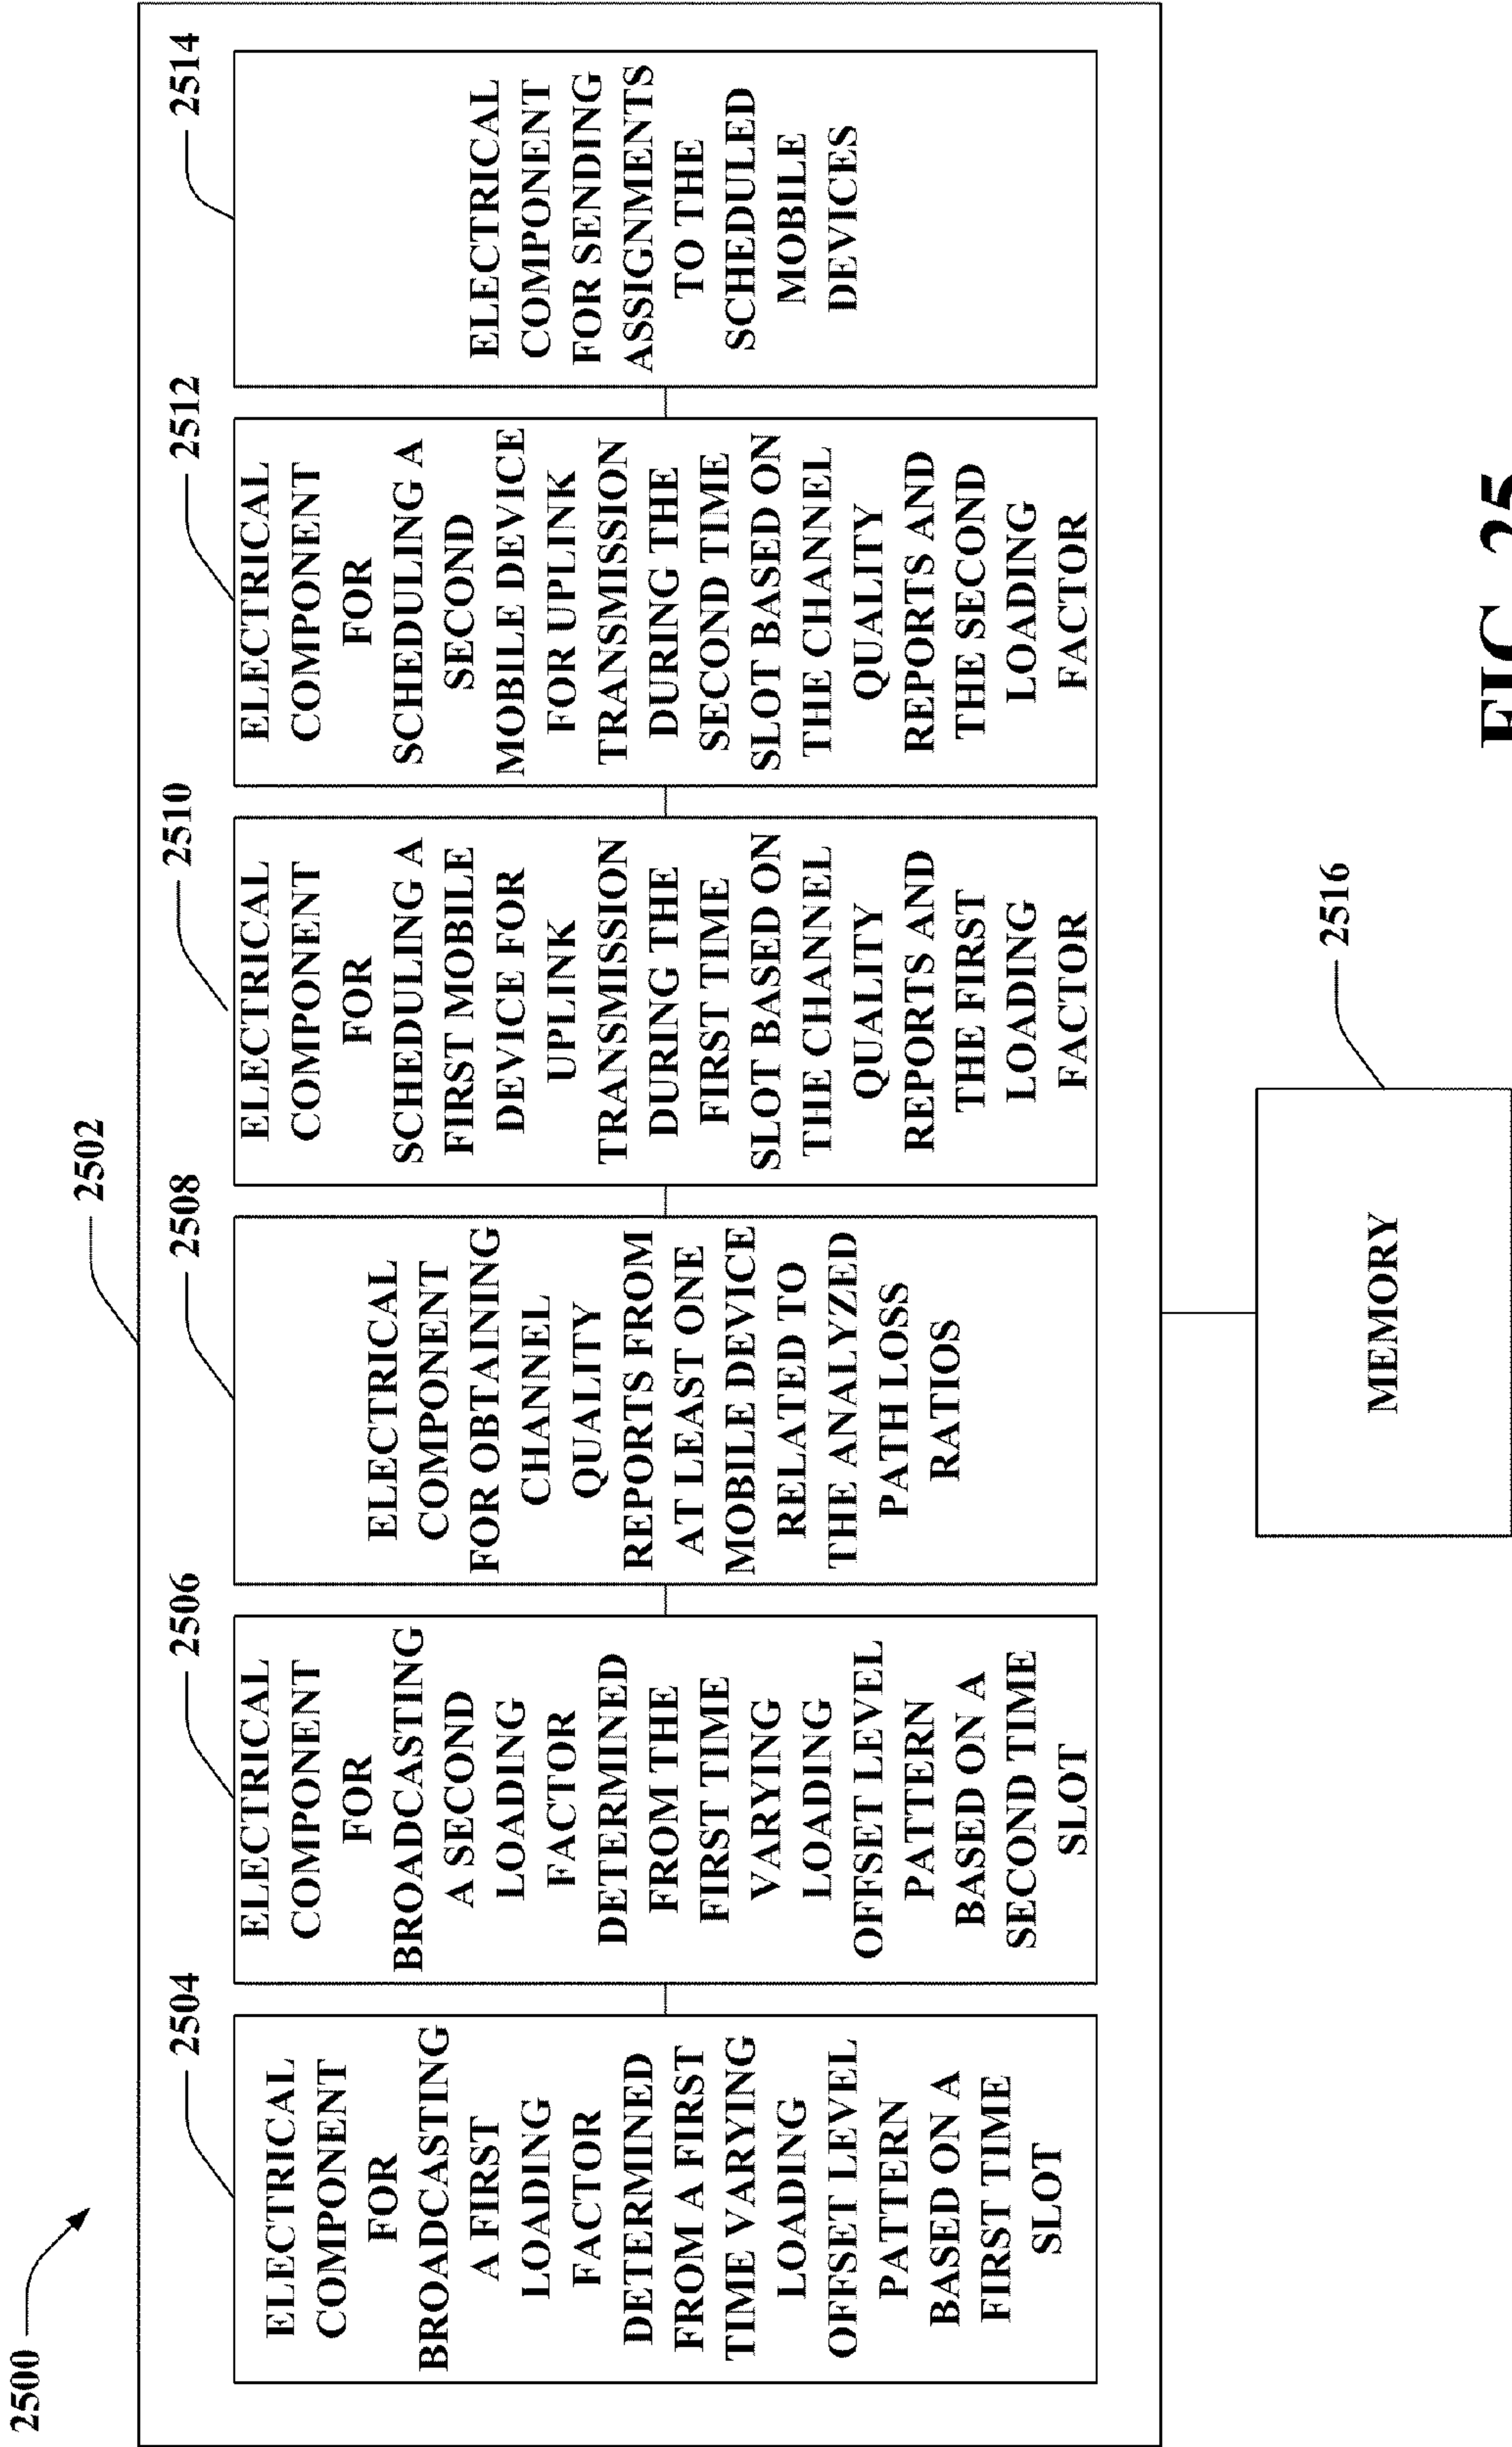 2500
2502
2504
ELECTRICAL
COMPONENT
FOR
BROADCASTING
A FIRST
LOADING
FACTOR
DETERMINED
FROM A FIRST
TIME VARYING
LOADING
OFFSET LEVEL
PATTERN
BASED ON A
FIRST TIME
SLOT
2506
ELECTRICAL
COMPONENT
FOR
BROADCASTING
A SECOND
LOADING
FACTOR
DETERMINED
FROM THE
FIRST TIME
VARYING
LOADING
OFFSET LEVEL
PATTERN
BASED ON A
SECOND TIME
SLOT
2508
ELECTRICAL
COMPONENT
FOR OBTAINING
CHANNEL
QUALITY
REPORTS FROM
AT LEAST ONE
MOBILE DEVICE
RELATED TO
THE ANALYZED
PATH LOSS
RATIOS
2510
ELECTRICAL
COMPONENT
FOR
SCHEDULING A
FIRST MOBILE
DEVICE FOR
UPLINK
TRANSMISSION
DURING THE
FIRST TIME
SLOT BASED ON
THE CHANNEL
QUALITY
REPORTS AND
THE FIRST
LOADING
FACTOR
2512
ELECTRICAL
COMPONENT
FOR
SCHEDULING A
SECOND
MOBILE DEVICE
FOR UPLINK
TRANSMISSION
DURING THE
SECOND TIME
SLOT BASED ON
THE CHANNEL
QUALITY
REPORTS AND
THE SECOND
LOADING
FACTOR
2514
ELECTRICAL
COMPONENT
FOR SENDING
ASSIGNMENTS
TO THE
SCHEDULED
MOBILE
DEVICES
2516
MEMORY
FIG. 25